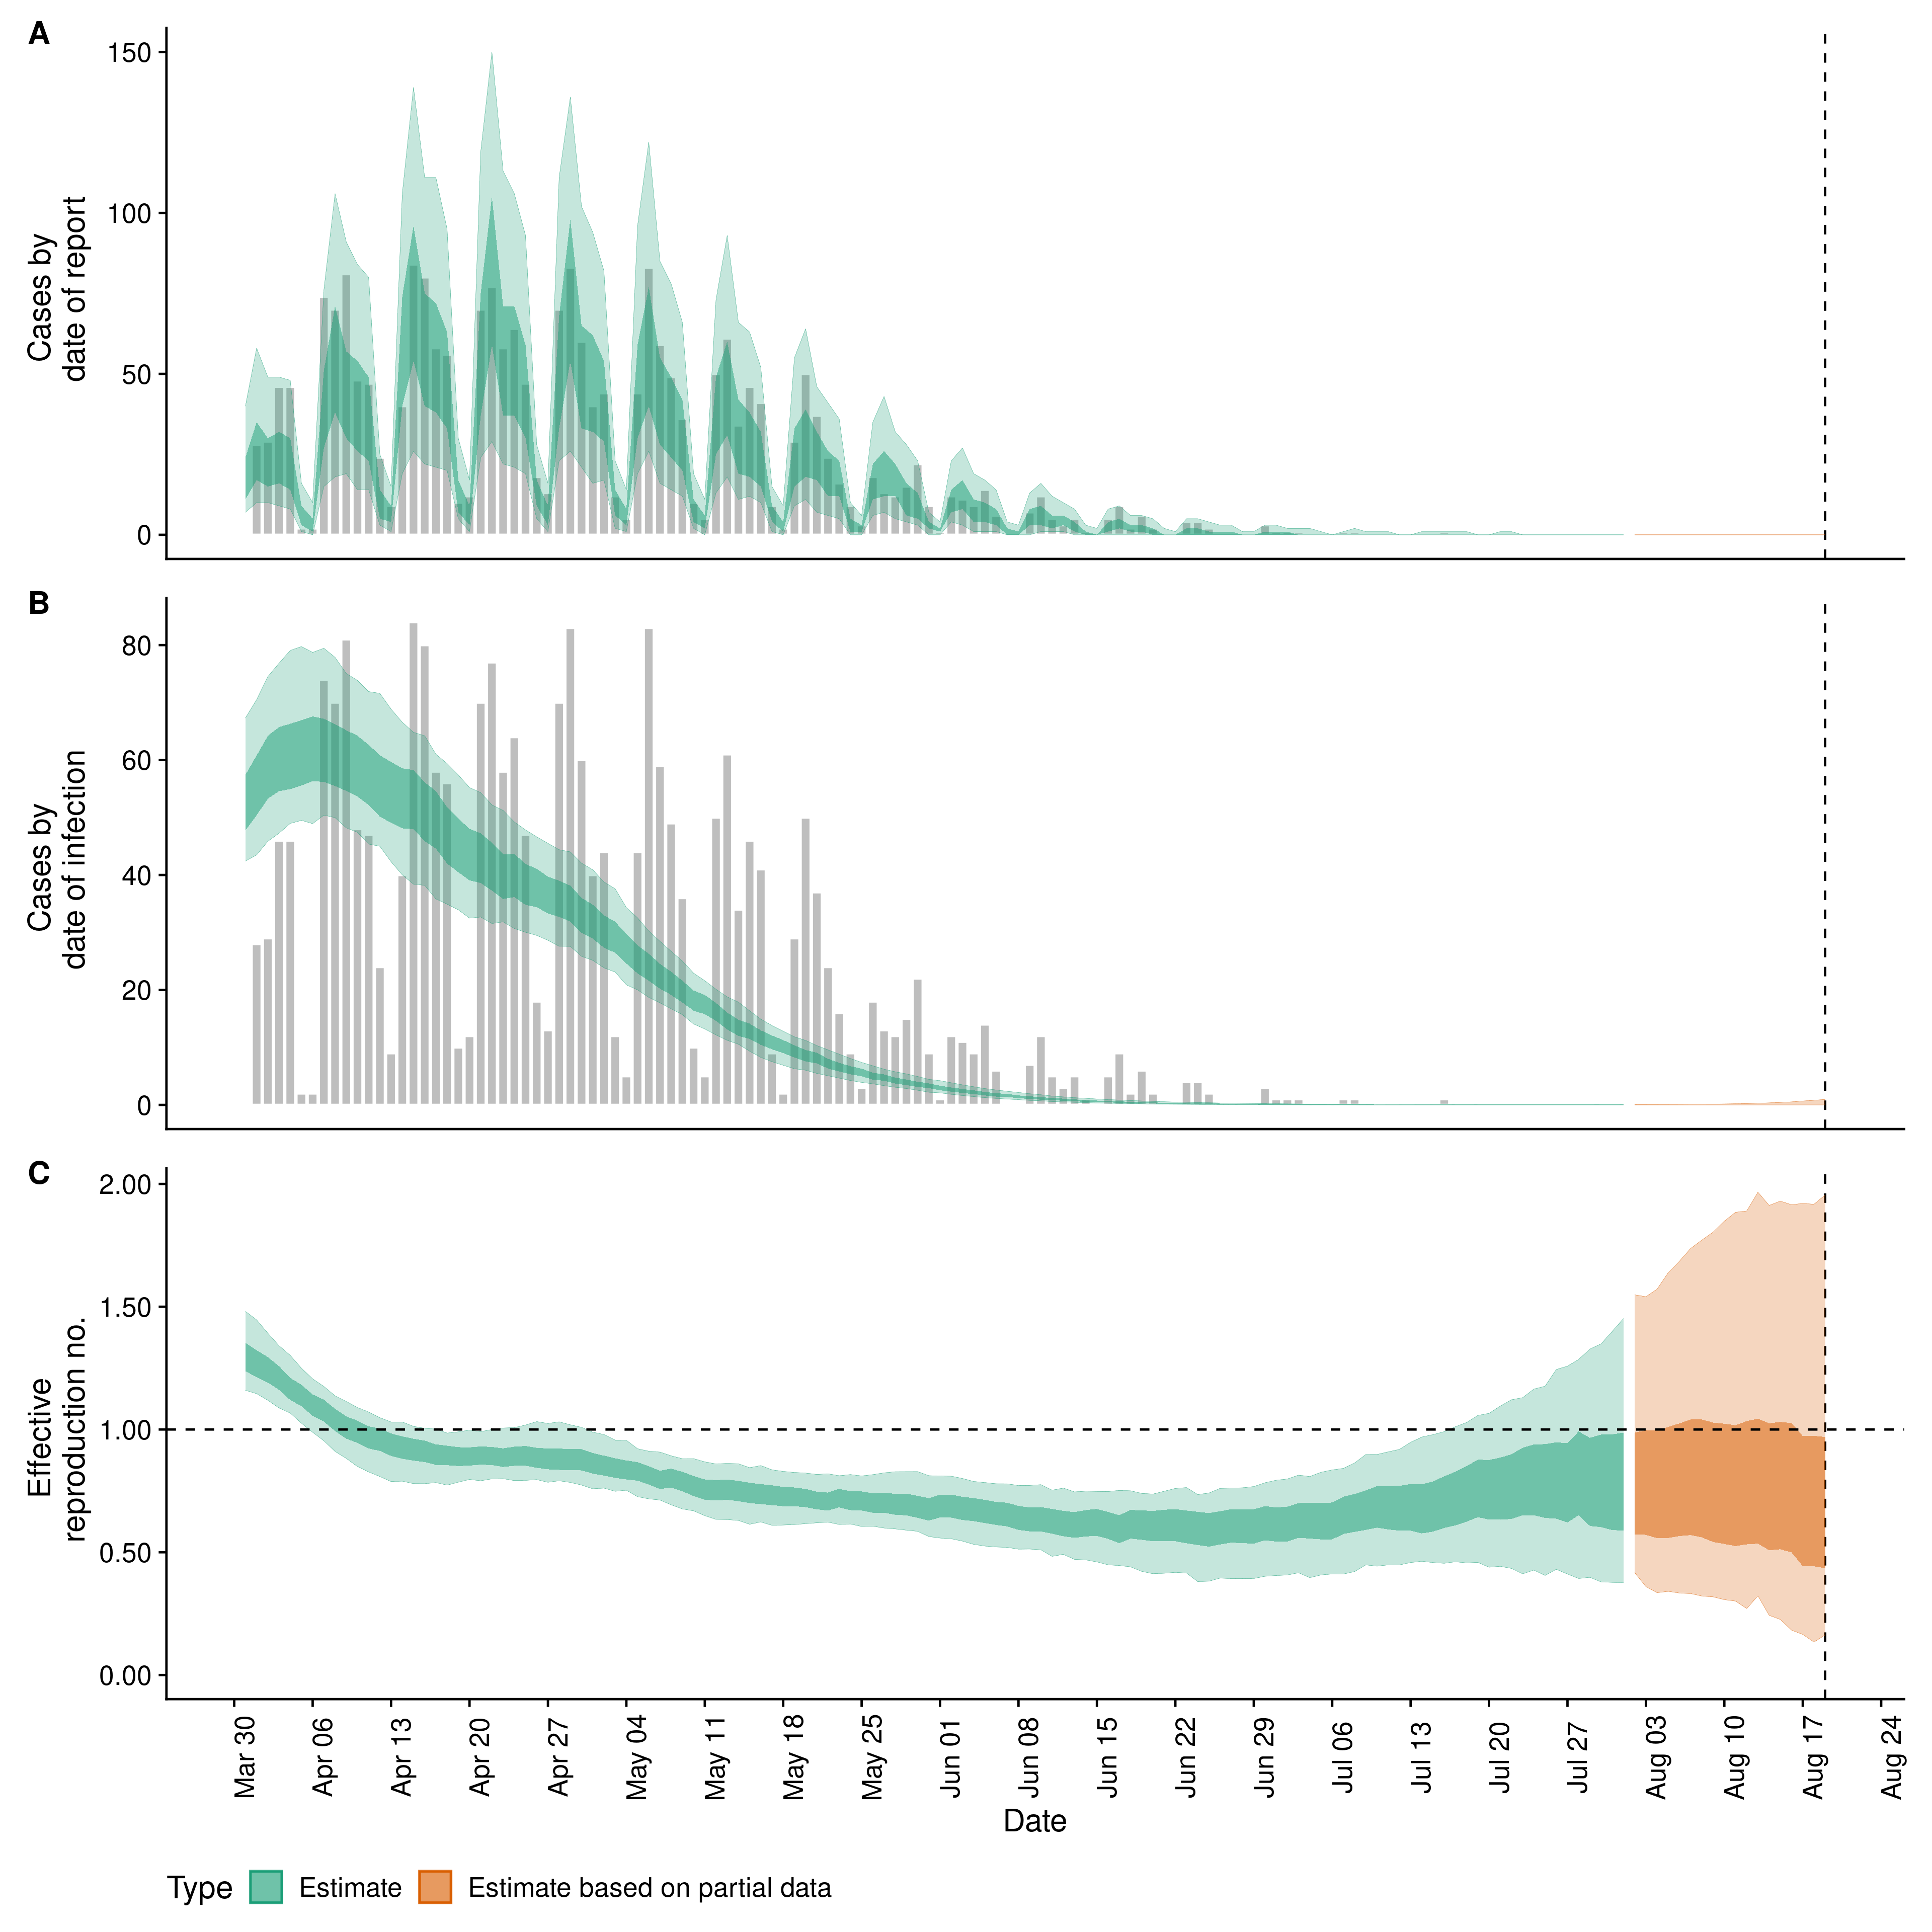 A
150
100
50
0
Cases by
date of report
B
80
60
40
20
0
Cases by
date of infection
C
2.00
1.50
1.00
0.50
0.00
Effective
reproduction no.
Mar 30
Apr 06
Apr 13
Apr 20
Apr 27
May 04
May 11
May 18
May 25
Jun 01
Jun 08
Jun 15
Jun 22
Jun 29
Jul 06
Jul 13
Jul 20
Jul 27
Aug 03
Aug 10
Aug 17
Aug 24
Date
Type Estimate Estimate based on partial data